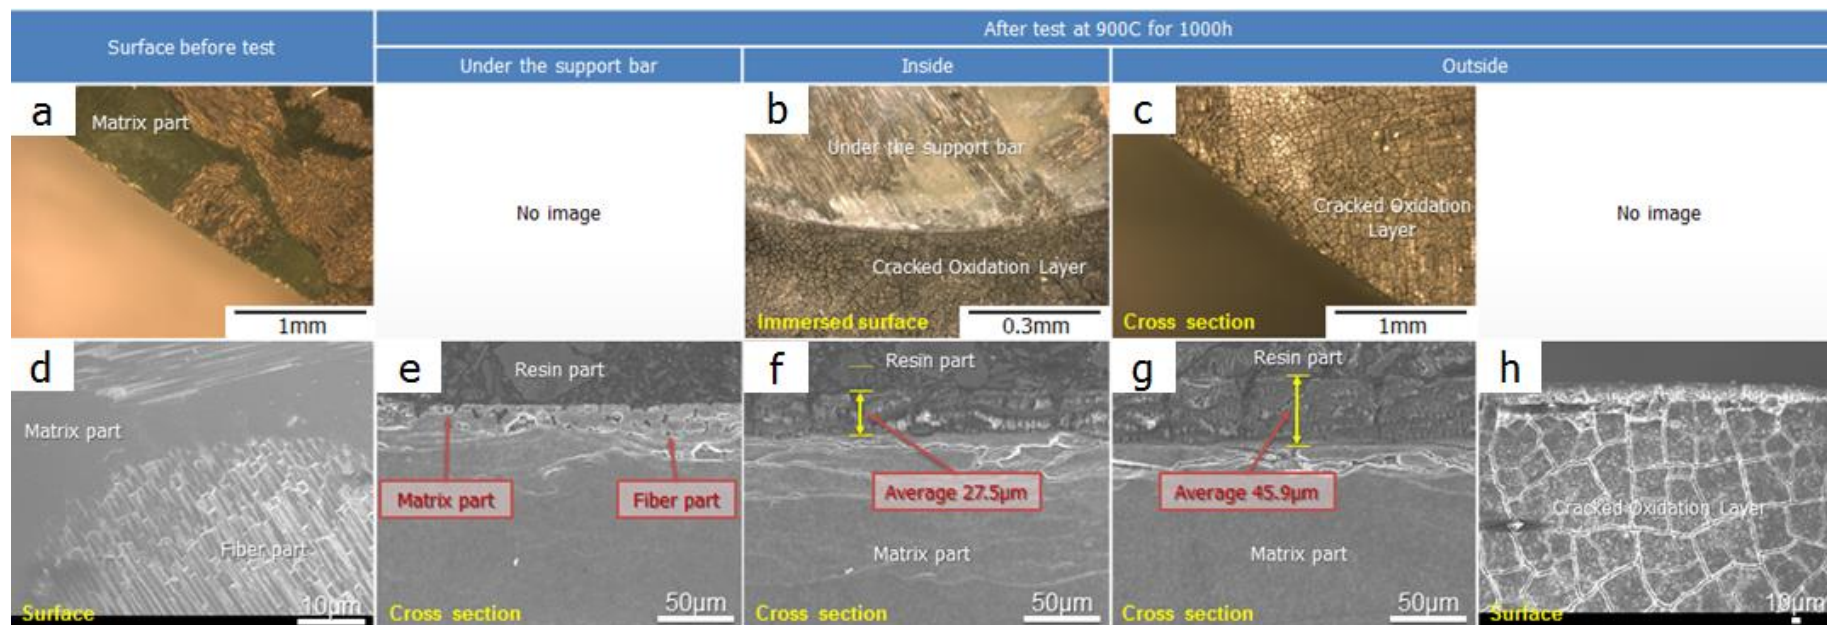 Surface before test
After test at 900C for 1000h
Under the support bar
Inside
Outside
a
Matrix part
1mm
No image
b
Under the support bar
Cracked Oxidation Layer
Immersed surface
0.3mm
c
Cracked Oxidation
Layer
Cross section
1mm
No image
d
Matrix part
Fiber part
Surface
10μm
e
Resin part
Matrix part
Fiber part
Cross section
50μm
f
Resin part
Average 27.5μm
Matrix part
Cross section
50μm
g
Resin part
Average 45.9μm
Matrix part
Cross section
50μm
h
Cracked Oxidation Layer
Surface
10μm